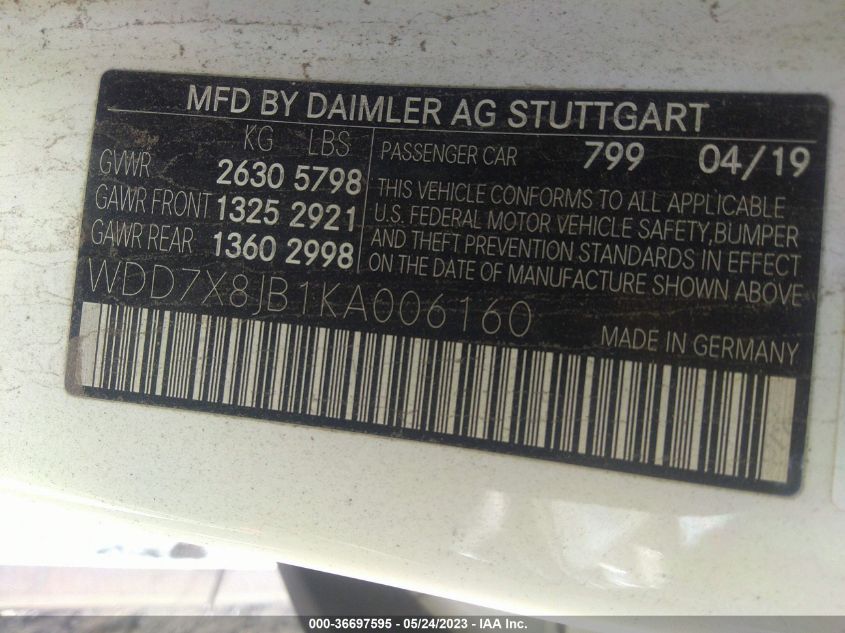 MFD BY DAIMLER AG STUTTGART
KG LBS
GVWR 2630 5798
GAWR FRONT 1325 2921
GAWR REAR 1360 2998
PASSENGER CAR 799 04/19
THIS VEHICLE CONFORMS TO ALL APPLICABLE
U.S. FEDERAL MOTOR VEHICLE SAFETY, BUMPER
AND THEFT PREVENTION STANDARDS IN EFFECT
ON THE DATE OF MANUFACTURE SHOWN ABOVE
WDD7X8JB1KA006160
MADE IN GERMANY
000-36697595 — 05/24/2023 — IAA Inc.